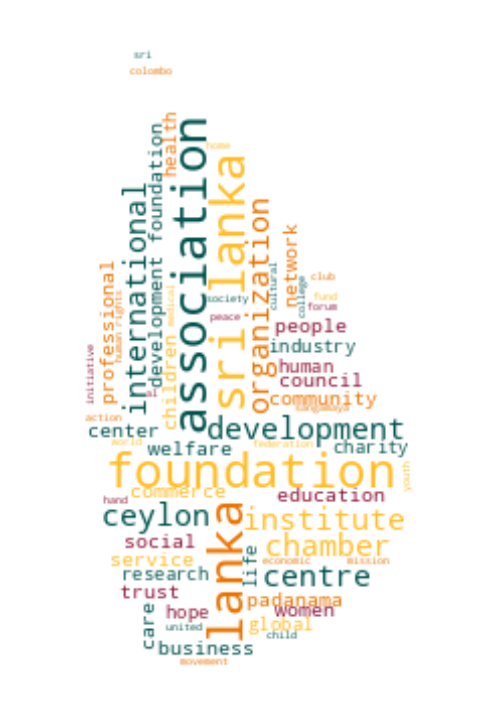 sri
colombo
health
association
home
development foundation
international
sri lanka
organization
network
professional
human rights
medical
children
cultural
college
club
society
fund
forum
peace
people
industry
initiative
human
council
community
action
center
development
world
welfare
federation
charity
foundation
youth
commerce
education
hand
ceylon
lanka
institute
social
chamber
service
life
economic
mission
research
centre
trust
padanama
care
hope
women
united
global
child
business
movement